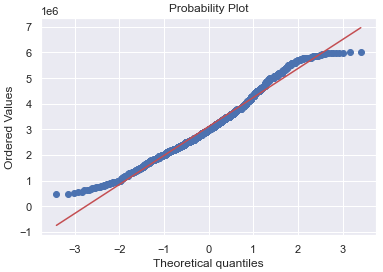 Probability Plot
1e6
7
6
5
4
3
2
1
0
−1
Ordered Values
−3 −2 −1 0 1 2 3
Theoretical quantiles